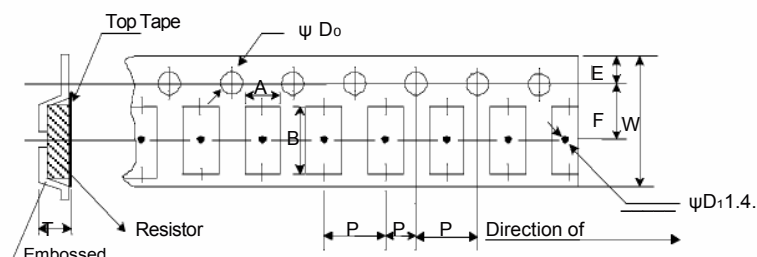 Top Tape
ψ D₀
A
B
E
F
W
T
Resistor
Embossed
P
P
P
Direction of
ψD₁1.4.